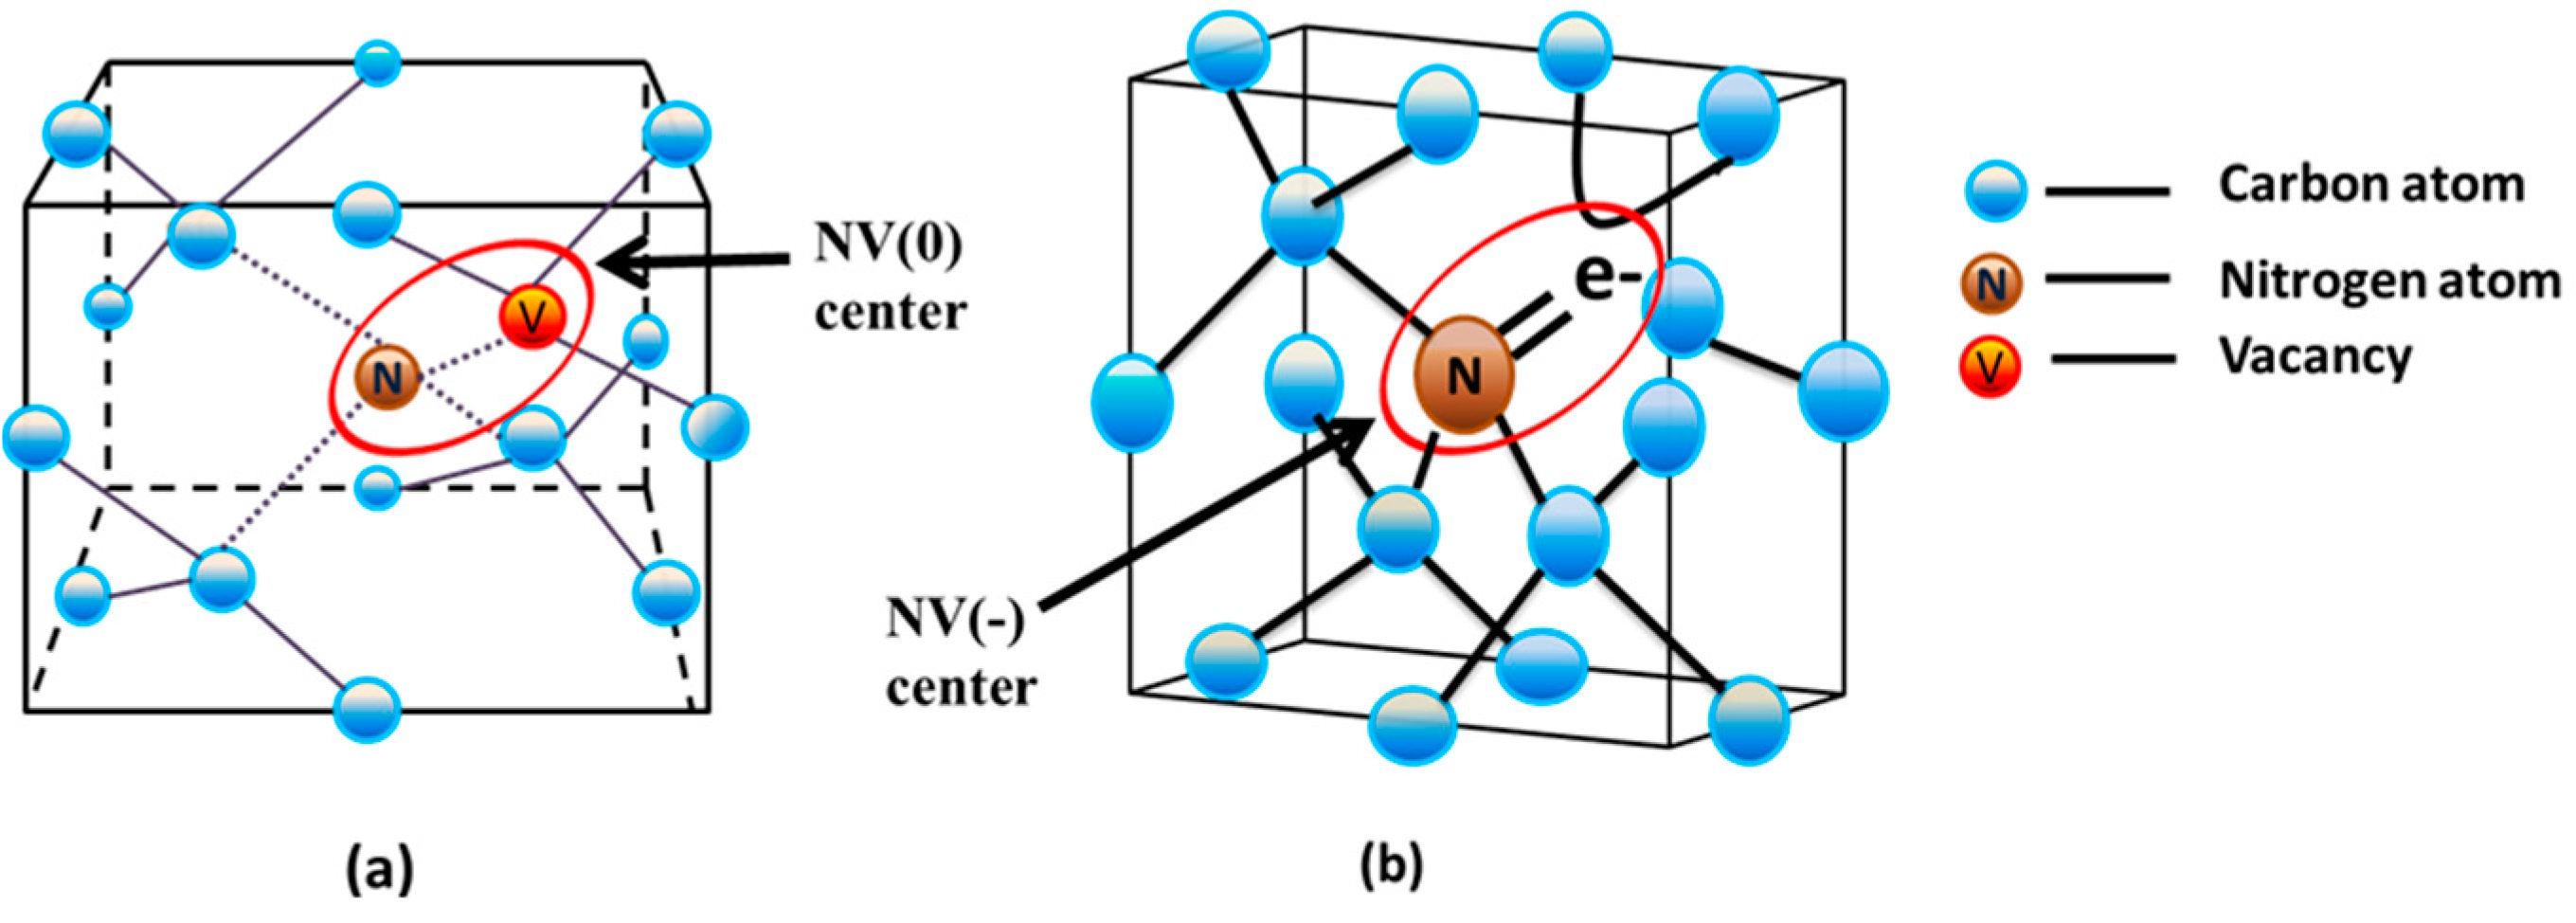 NV(0)
center
V
N
(a)
e-
N
NV(-)
center
(b)
Carbon atom
N
Nitrogen atom
V
Vacancy